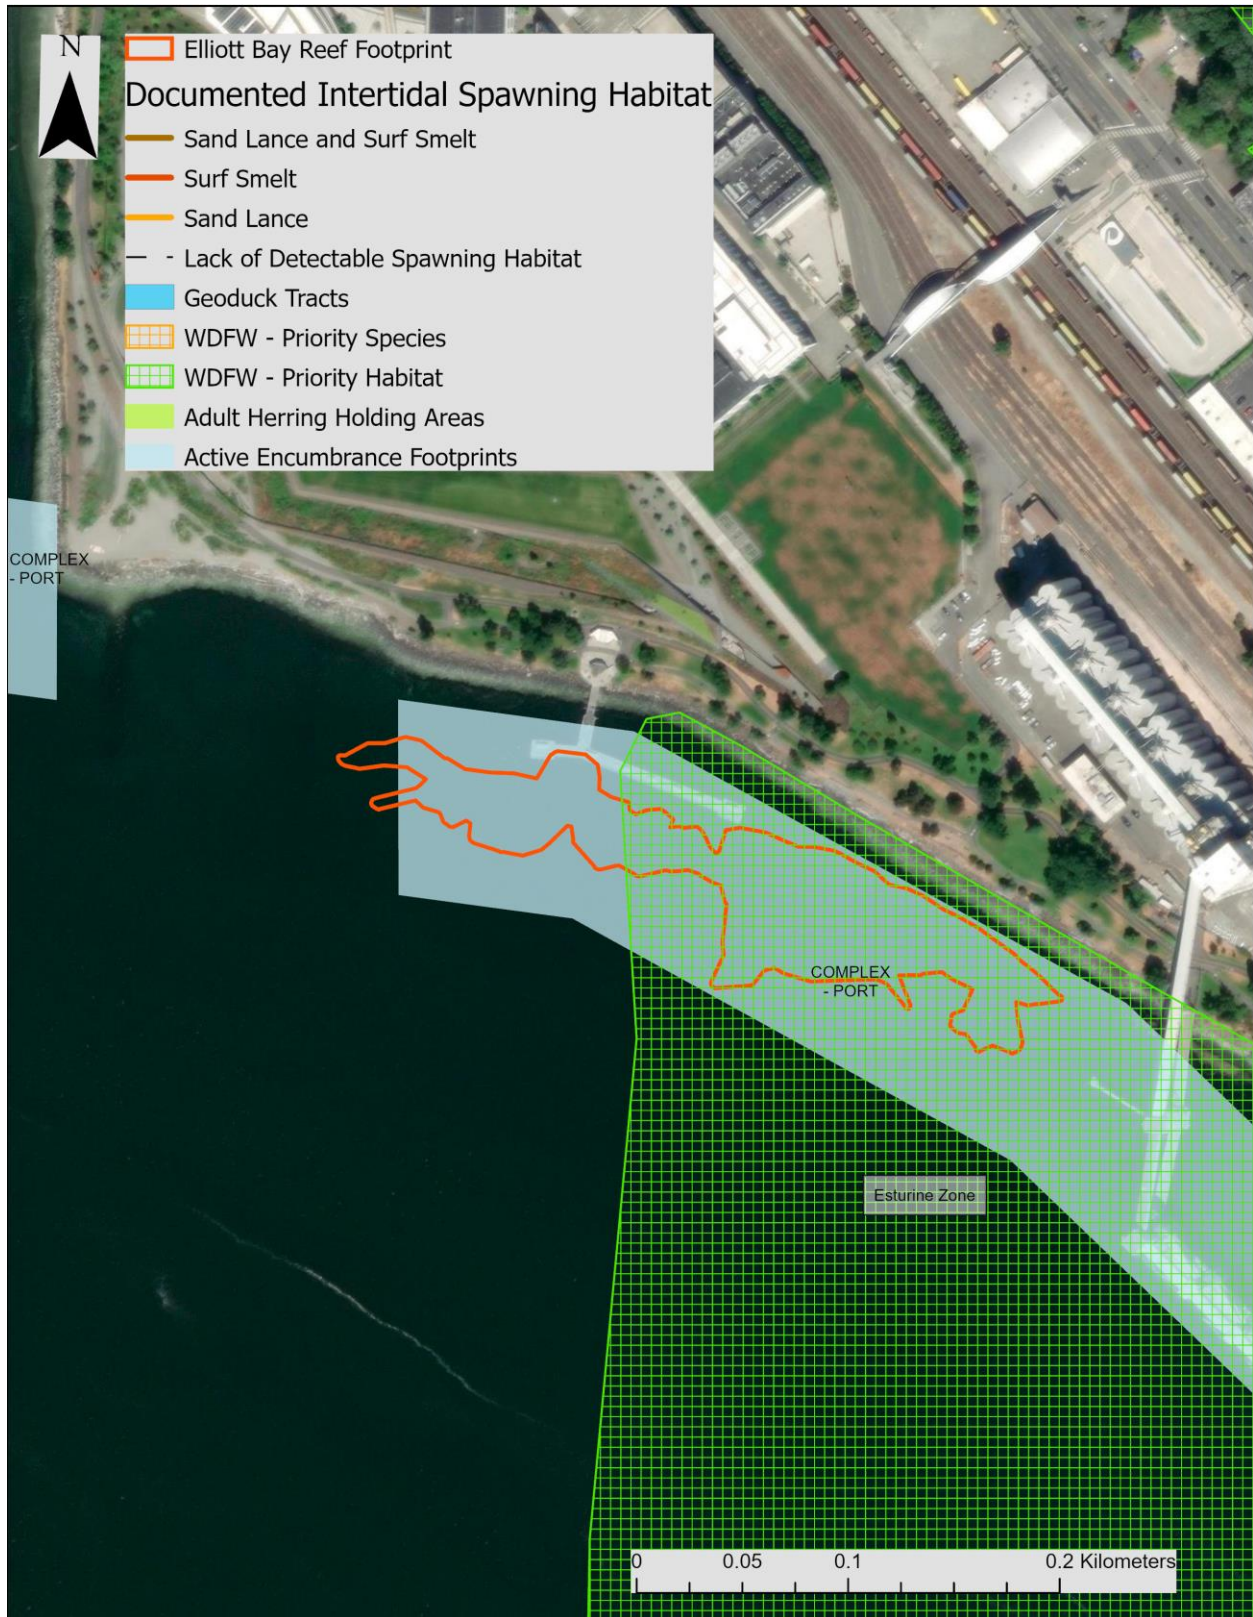 N
Elliott Bay Reef Footprint
Documented Intertidal Spawning Habitat
Sand Lance and Surf Smelt
Surf Smelt
Sand Lance
Lack of Detectable Spawning Habitat
Geoduck Tracts
WDFW - Priority Species
WDFW - Priority Habitat
Adult Herring Holding Areas
Active Encumbrance Footprints
COMPLEX
- PORT
COMPLEX
- PORT
Esturine Zone
0 0.05 0.1 0.2 Kilometers